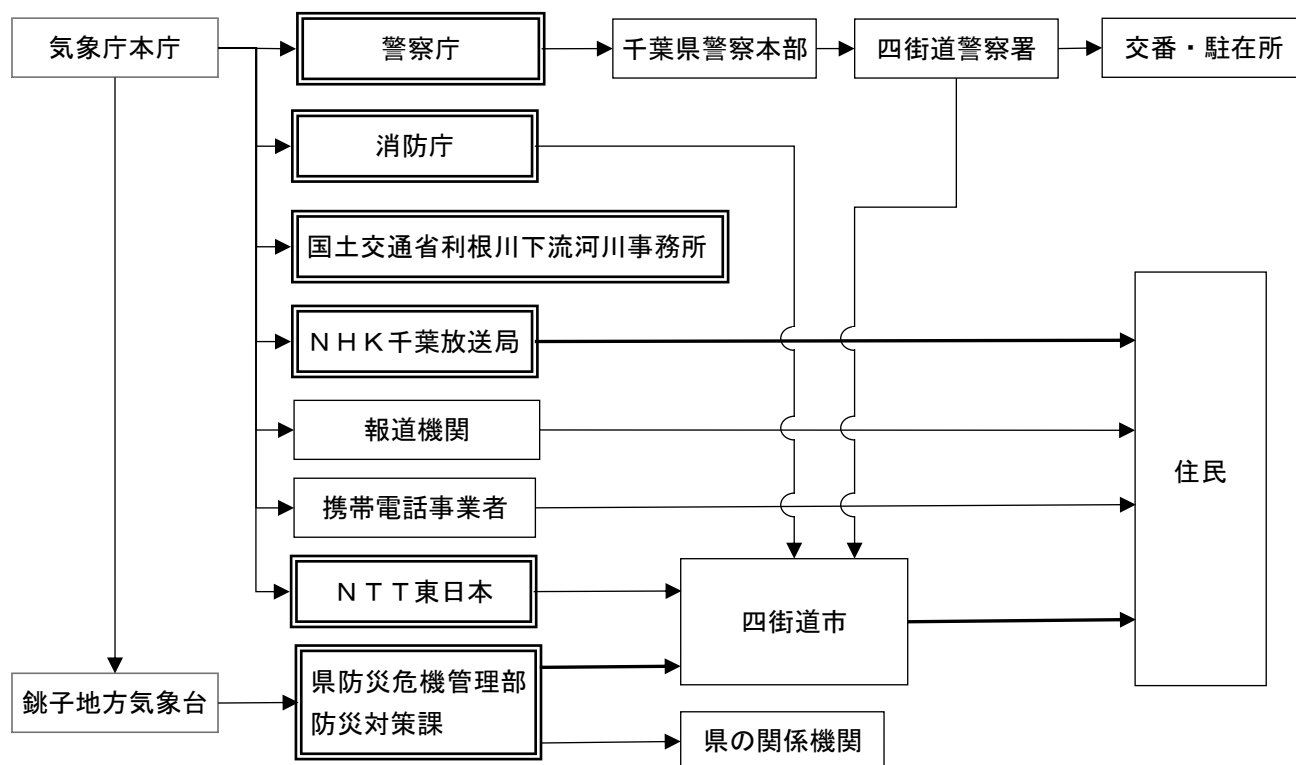 気象庁本庁
警察庁
千葉県警察本部
四街道警察署
交番・駐在所
消防庁
国土交通省利根川下流河川事務所
ＮＨＫ千葉放送局
報道機関
携帯電話事業者
住民
ＮＴＴ東日本
四街道市
銚子地方気象台
県防災危機管理部
防災対策課
県の関係機関